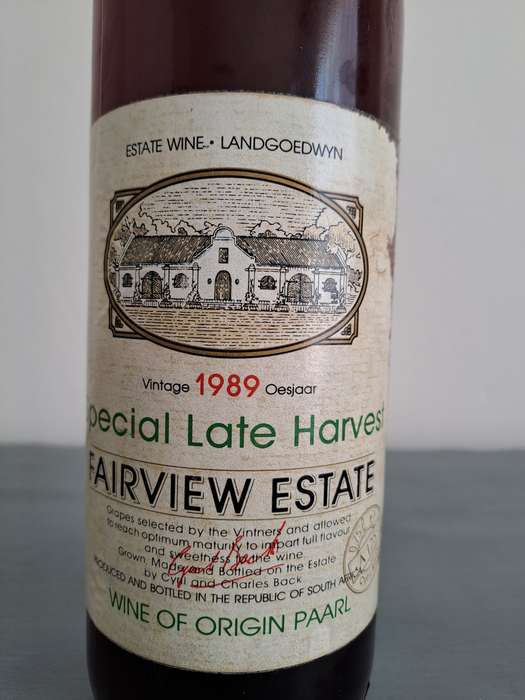 ESTATE WINE • LANDGOEDWYN
Vintage 1989 Oesjaar
pecial Late Harvest
FAIRVIEW ESTATE
Grapes selected by the Vintners and allowed
to reach optimum maturity to impart full flavour
and sweetness to the wine.
Grown, Made and Bottled on the Estate
by Cyril and Charles Back
PRODUCED AND BOTTLED IN THE REPUBLIC OF SOUTH AFRICA
WINE OF ORIGIN PAARL